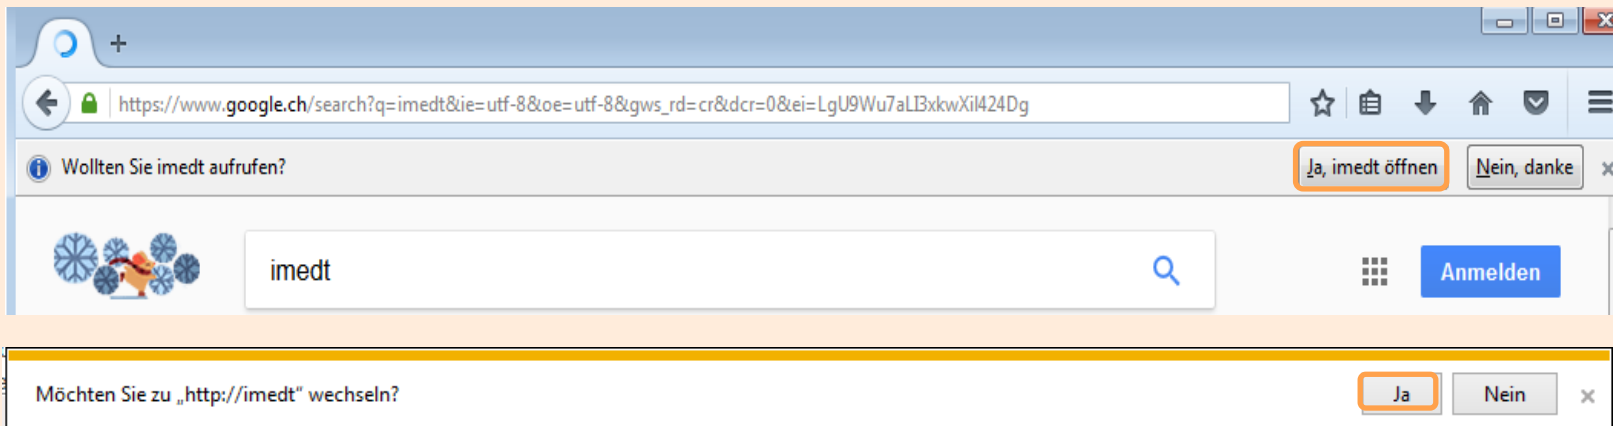 https://www.google.ch/search?q=imedt&ie=utf-8&oe=utf-8&gws_rd=cr&dcr=0&ei=LgU9Wu7aLI3xkwXil424Dg
Wollten Sie imedt aufrufen? Ja, imedt öffnen Nein, danke
imedt Anmelden
Möchten Sie zu „http://imedt“ wechseln? Ja Nein